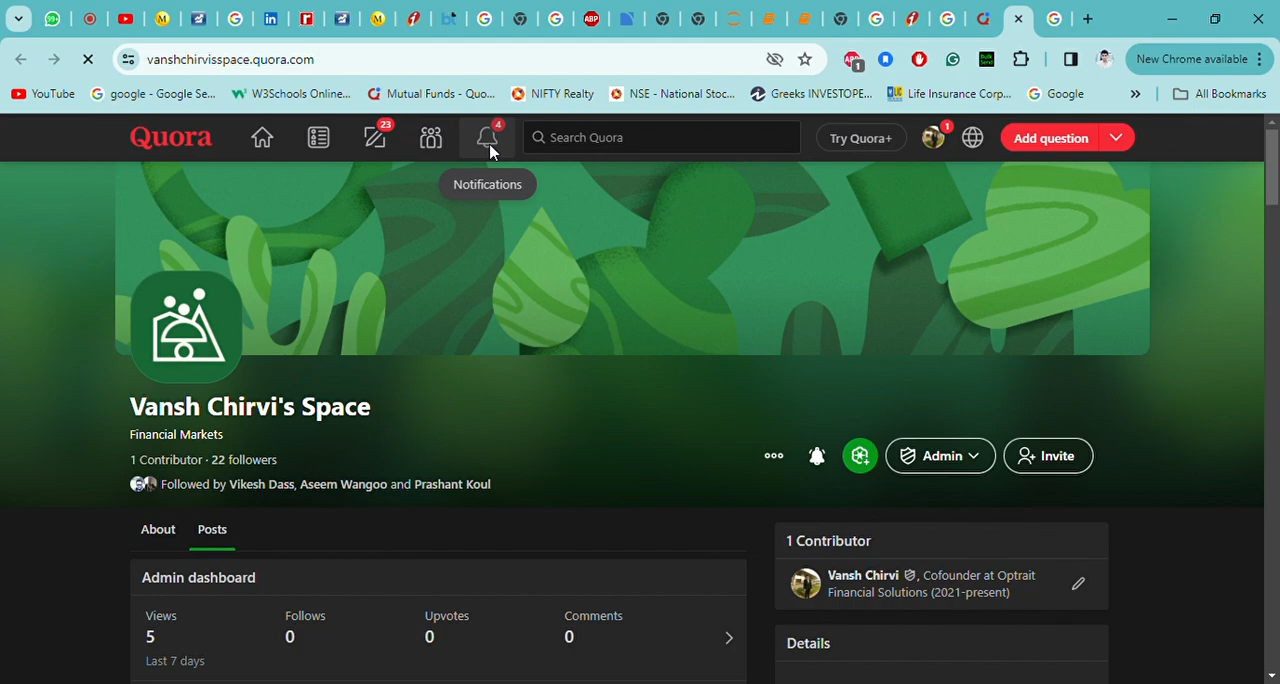 99+
ABP
vanshchirvisspace.quora.com
1
New Chrome available
YouTube
google - Google Se...
W3Schools Online...
Mutual Funds - Quo...
NIFTY Realty
NSE - National Stoc...
Greeks INVESTOPE...
Life Insurance Corp...
Google
»
All Bookmarks
Quora
23
4
Search Quora
Try Quora+
1
Add question
Notifications
Vansh Chirvi's Space
Financial Markets
1 Contributor · 22 followers
Followed by Vikesh Dass, Aseem Wangoo and Prashant Koul
Admin
Invite
About
Posts
1 Contributor
Admin dashboard
Vansh Chirvi, Cofounder at Optrait
Financial Solutions (2021-present)
Views
Follows
Upvotes
Comments
5
0
0
0
Last 7 days
Details